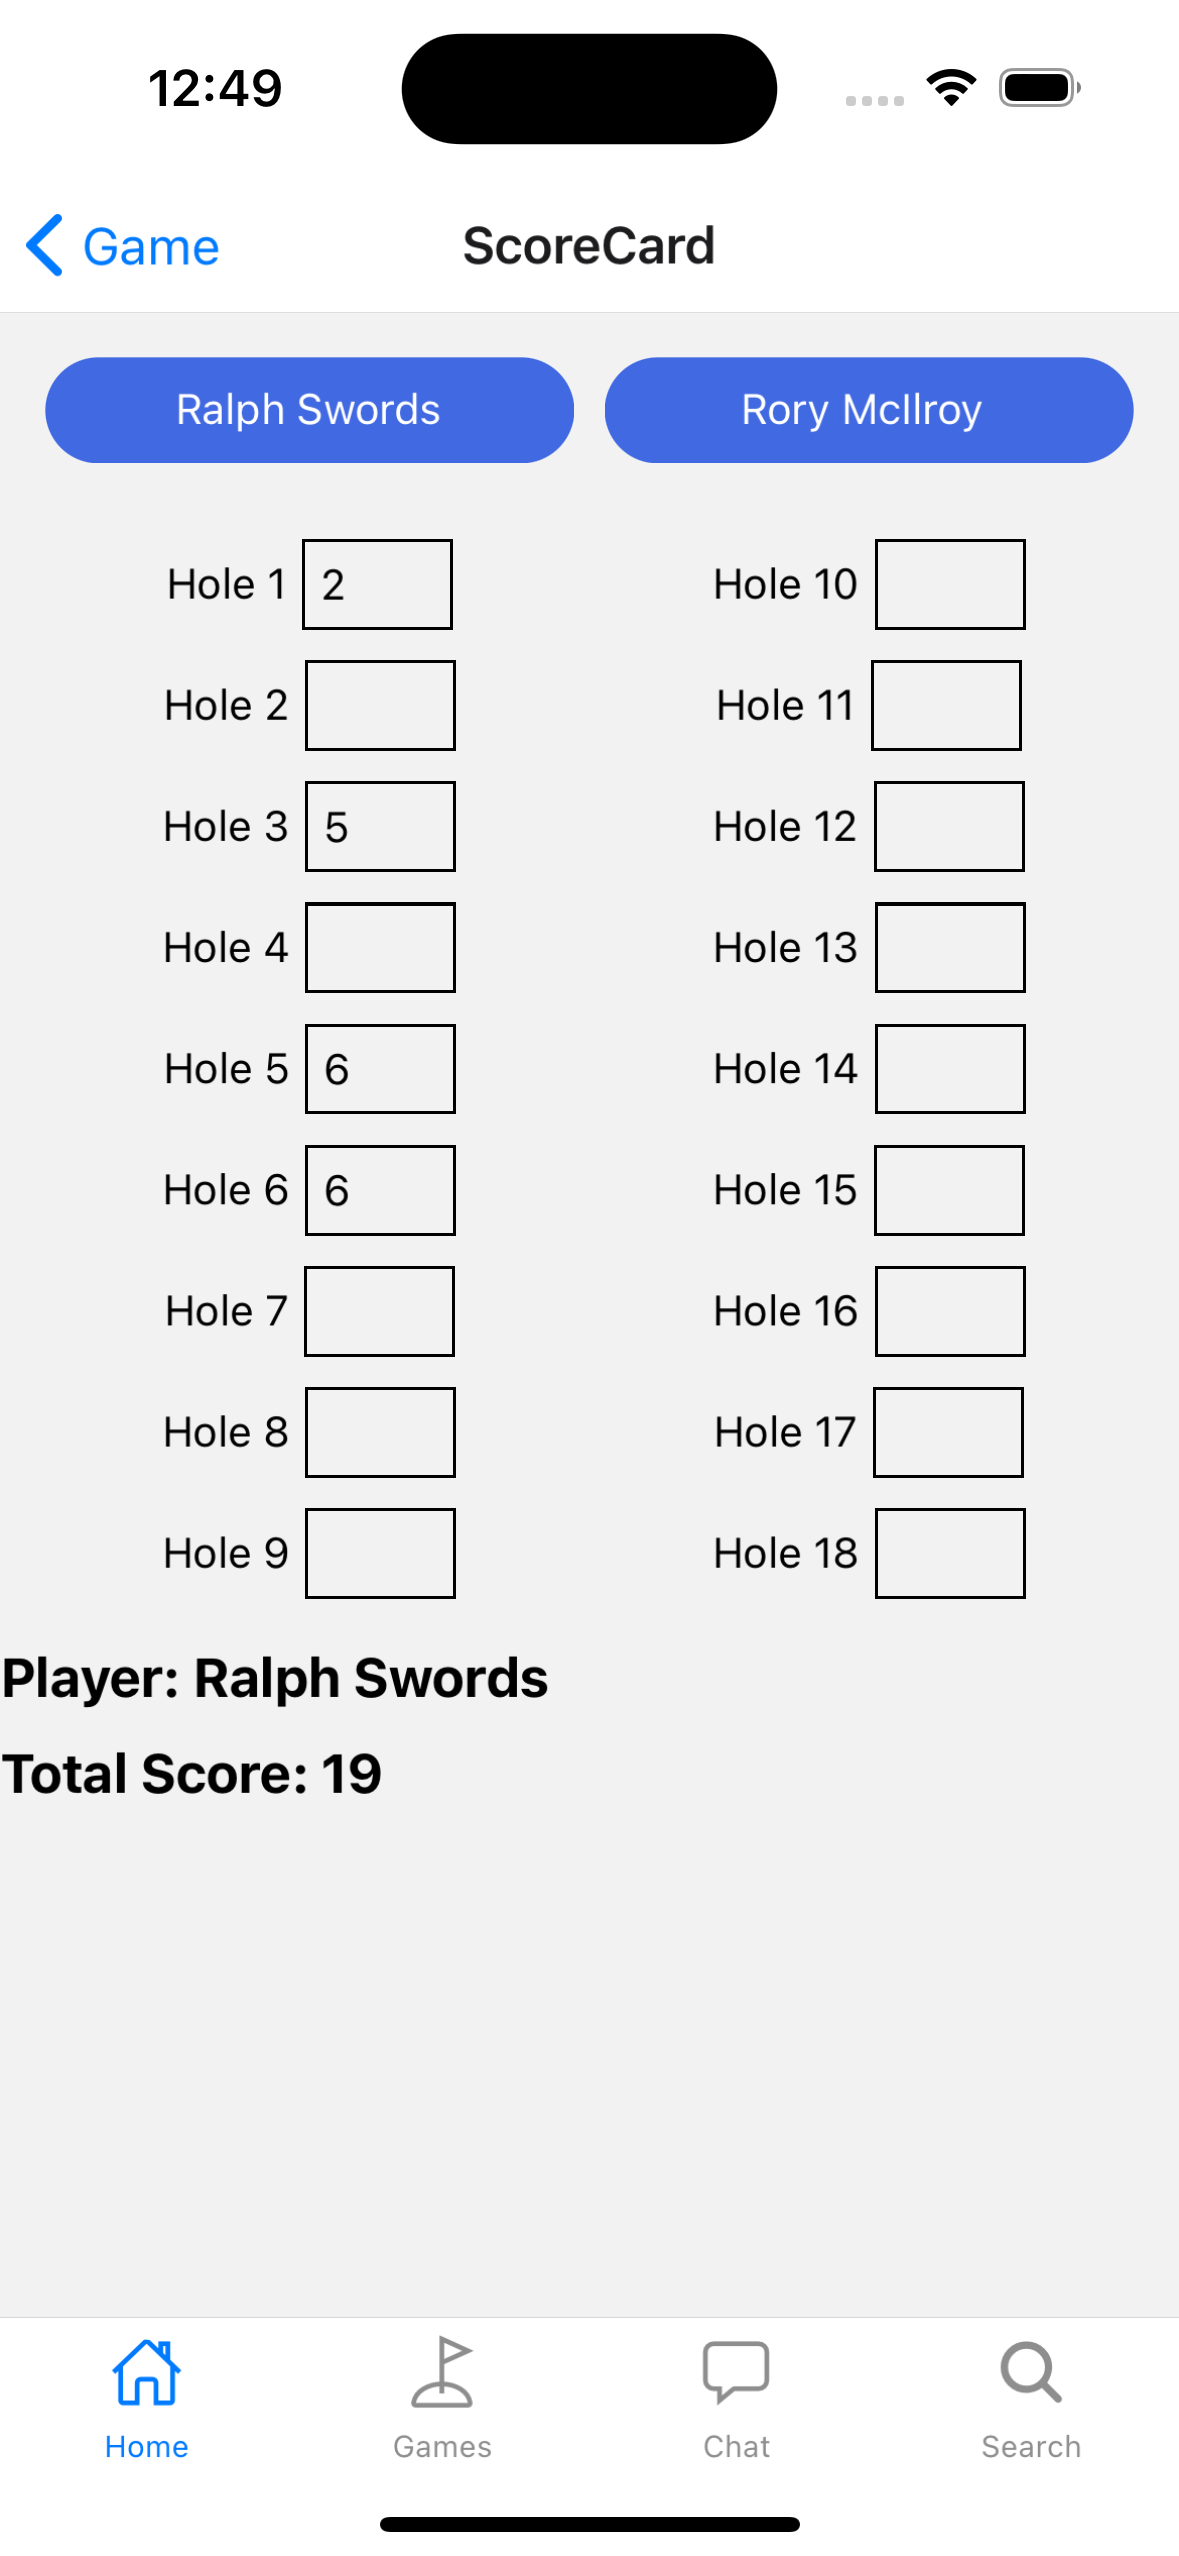 12:49
Game
ScoreCard
Ralph Swords
Rory McIlroy
Hole 1 2
Hole 10
Hole 2
Hole 11
Hole 3 5
Hole 12
Hole 4
Hole 13
Hole 5 6
Hole 14
Hole 6 6
Hole 15
Hole 7
Hole 16
Hole 8
Hole 17
Hole 9
Hole 18
Player: Ralph Swords
Total Score: 19
Home
Games
Chat
Search